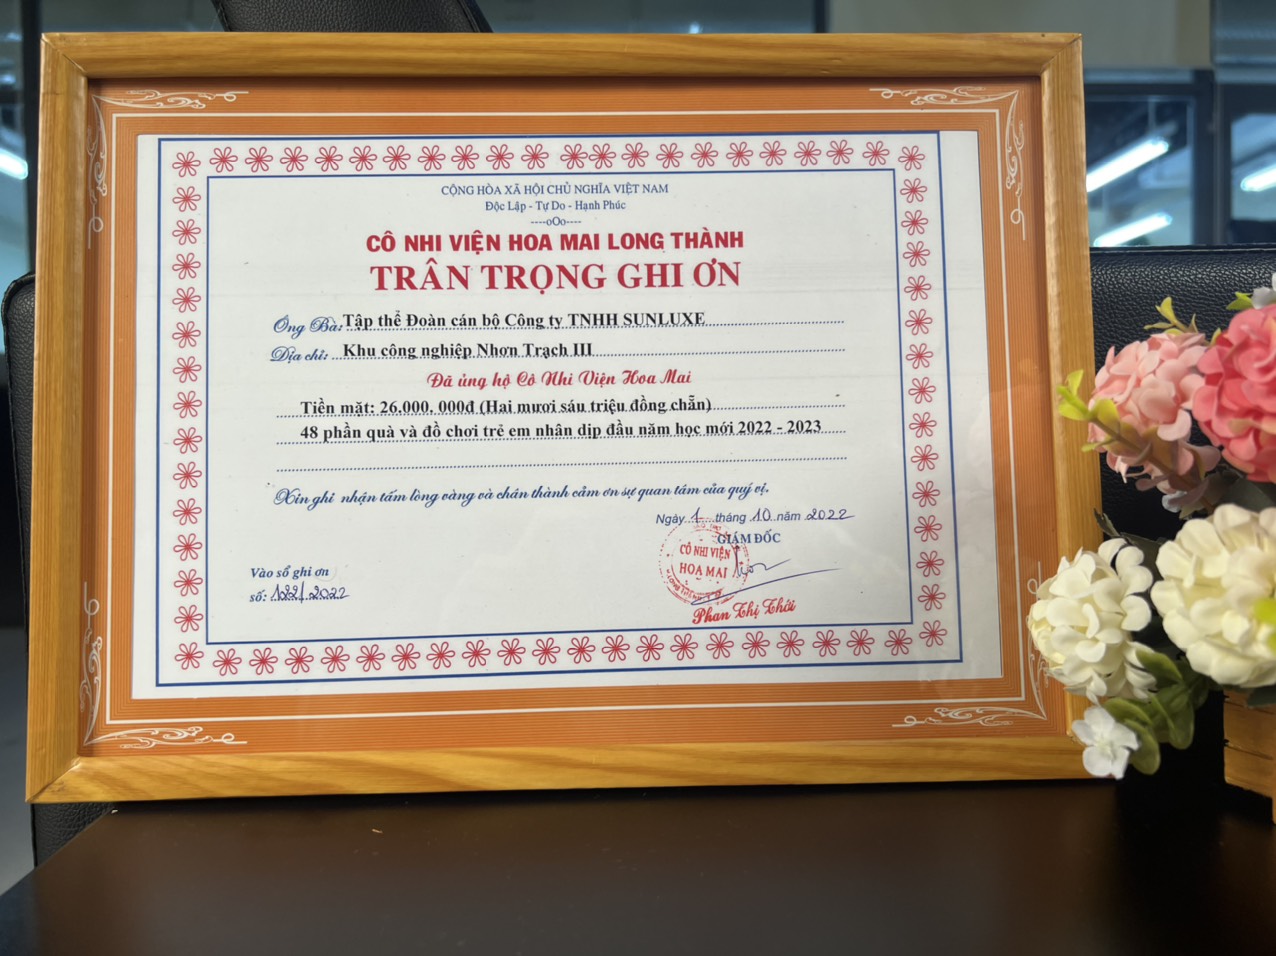 CỘNG HÒA XÃ HỘI CHỦ NGHĨA VIỆT NAM
Độc Lập - Tự Do - Hạnh Phúc
----oOo----
CÔ NHI VIỆN HOA MAI LONG THÀNH
TRÂN TRỌNG GHI ƠN
Ông Bà: Tập thể Đoàn cán bộ Công ty TNHH SUNLUXE
Địa chỉ: Khu công nghiệp Nhơn Trạch III
Đã ủng hộ Cô Nhi Viện Hoa Mai
Tiền mặt: 26.000. 000đ (Hai mươi sáu triệu đồng chẵn)
48 phần quà và đồ chơi trẻ em nhân dịp đầu năm học mới 2022 - 2023
Xin ghi nhận tấm lòng vàng và chân thành cảm ơn sự quan tâm của quý vị.
Ngày 1 tháng 10 năm 2022
GIÁM ĐỐC
CÔ NHI VIỆN
HOA MAI
Vào sổ ghi ơn
số: 122/2022
Phan Thị Thới